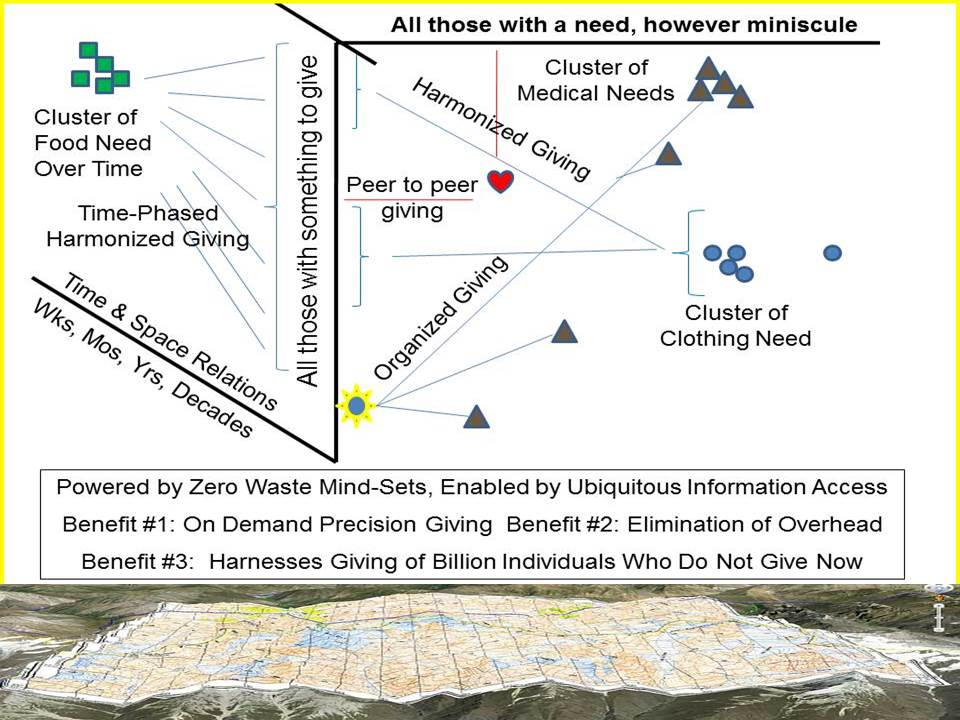 All those with a need, however miniscule
Cluster of
Food Need
Over Time
Time-Phased
Harmonized Giving
Time & Space Relations
Wks, Mos, Yrs, Decades
All those with something to give
Harmonized Giving
Cluster of
Medical Needs
Peer to peer
giving
Organized Giving
Cluster of
Clothing Need
Powered by Zero Waste Mind-Sets, Enabled by Ubiquitous Information Access
Benefit #1: On Demand Precision Giving Benefit #2: Elimination of Overhead
Benefit #3: Harnesses Giving of Billion Individuals Who Do Not Give Now